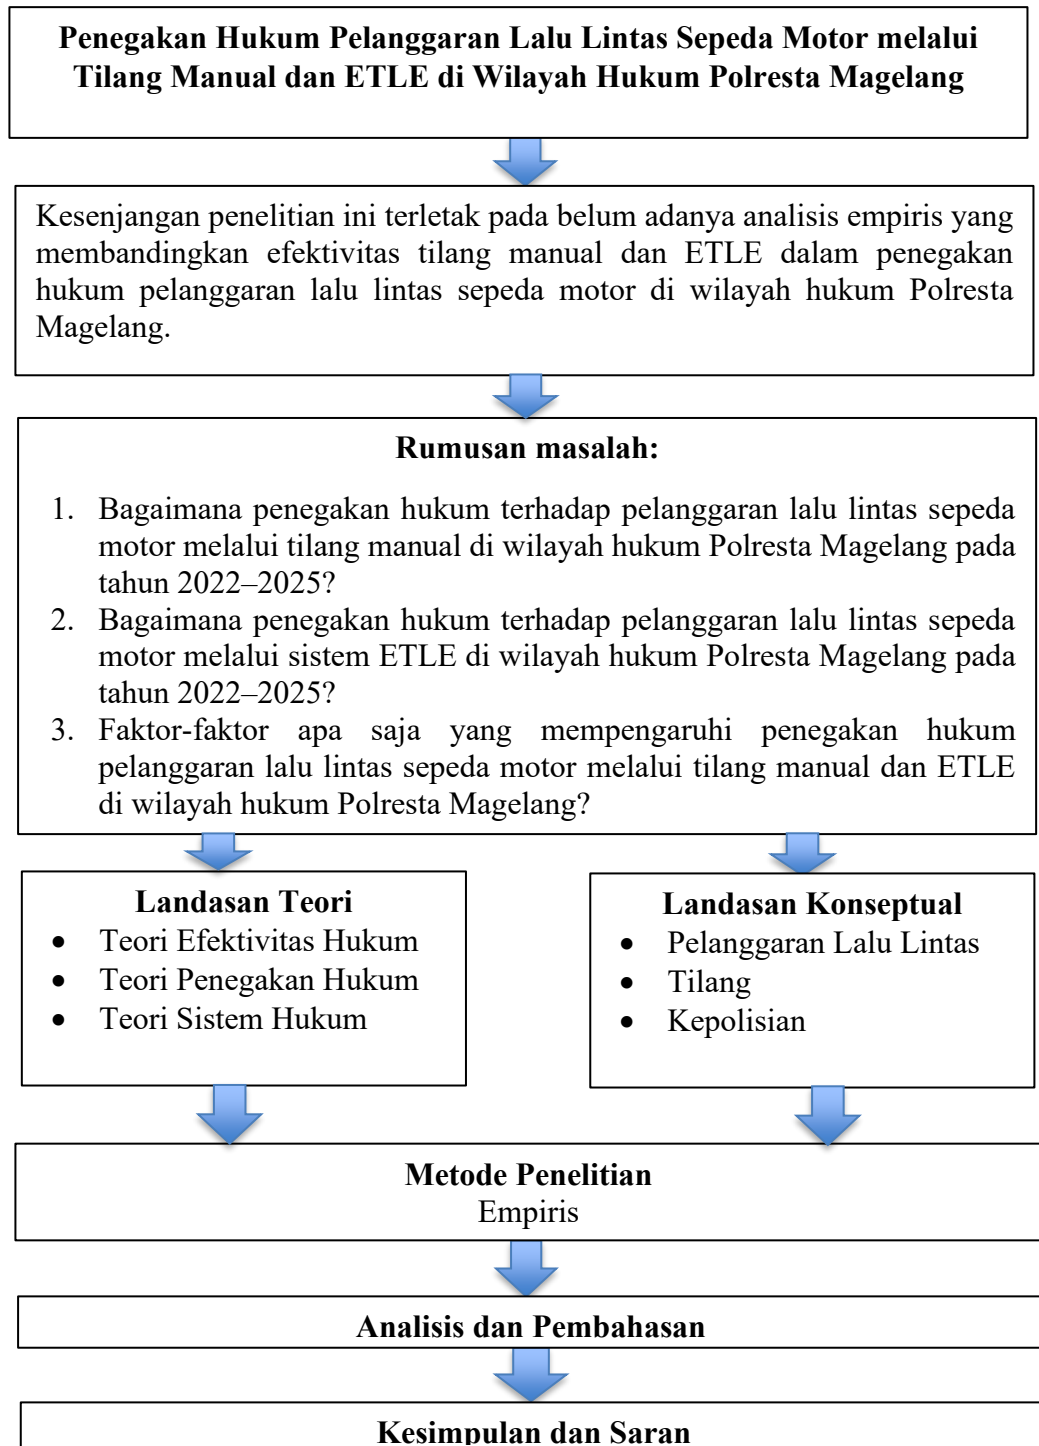 Penegakan Hukum Pelanggaran Lalu Lintas Sepeda Motor melalui
Tilang Manual dan ETLE di Wilayah Hukum Polresta Magelang
Kesenjangan penelitian ini terletak pada belum adanya analisis empiris yang
membandingkan efektivitas tilang manual dan ETLE dalam penegakan
hukum pelanggaran lalu lintas sepeda motor di wilayah hukum Polresta
Magelang.
Rumusan masalah:
1. Bagaimana penegakan hukum terhadap pelanggaran lalu lintas sepeda
motor melalui tilang manual di wilayah hukum Polresta Magelang pada
tahun 2022–2025?
2. Bagaimana penegakan hukum terhadap pelanggaran lalu lintas sepeda
motor melalui sistem ETLE di wilayah hukum Polresta Magelang pada
tahun 2022–2025?
3. Faktor-faktor apa saja yang mempengaruhi penegakan hukum
pelanggaran lalu lintas sepeda motor melalui tilang manual dan ETLE
di wilayah hukum Polresta Magelang?
Landasan Teori
• Teori Efektivitas Hukum
• Teori Penegakan Hukum
• Teori Sistem Hukum
Landasan Konseptual
• Pelanggaran Lalu Lintas
• Tilang
• Kepolisian
Metode Penelitian
Empiris
Analisis dan Pembahasan
Kesimpulan dan Saran